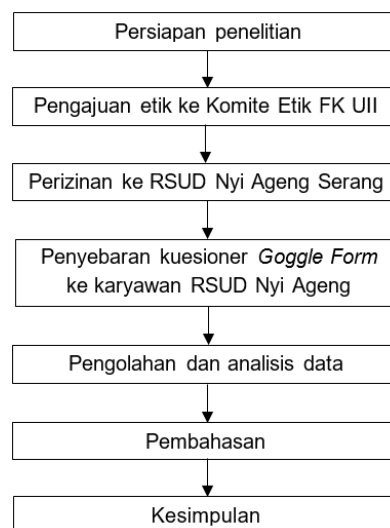 Persiapan penelitian
Pengajuan etik ke Komite Etik FK UII
Perizinan ke RSUD Nyi Ageng Serang
Penyebaran kuesioner Goggle Form
ke karyawan RSUD Nyi Ageng
Pengolahan dan analisis data
Pembahasan
Kesimpulan